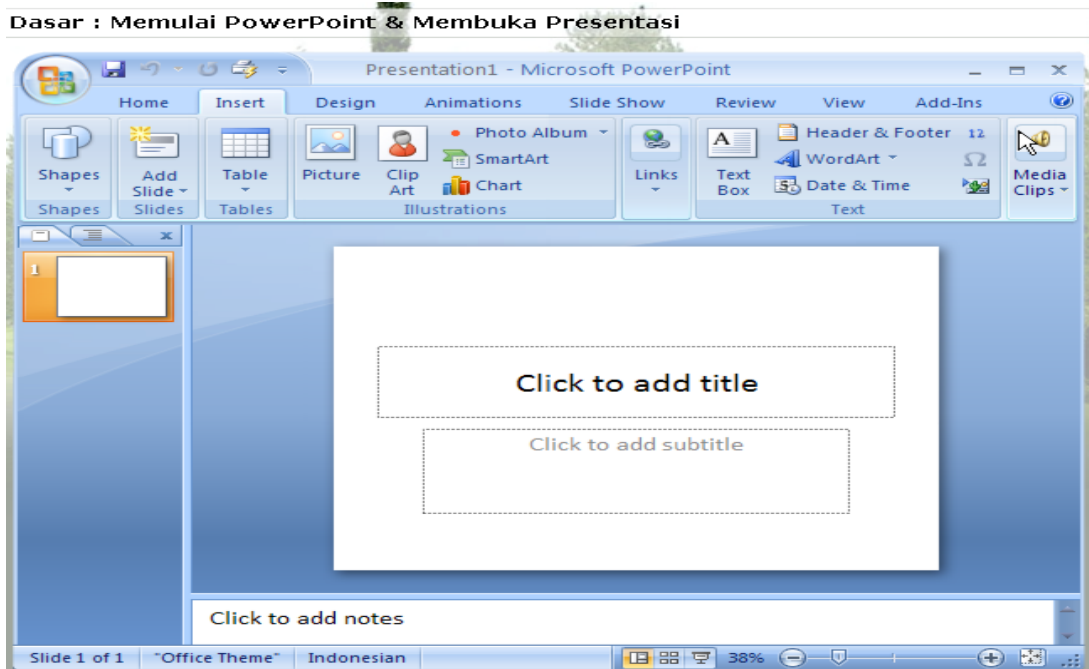 Dasar : Memulai PowerPoint & Membuka Presentasi
Presentation1 - Microsoft PowerPoint
Home Insert Design Animations Slide Show Review View Add-Ins
Shapes
Add Slide
Table
Picture
Clip Art
Photo Album
SmartArt
Chart
Links
A
Text Box
Header & Footer
WordArt
Date & Time
12
Ω
Media Clips
Shapes Slides Tables Illustrations Text
1
Click to add title
Click to add subtitle
Click to add notes
Slide 1 of 1 "Office Theme" Indonesian 38%